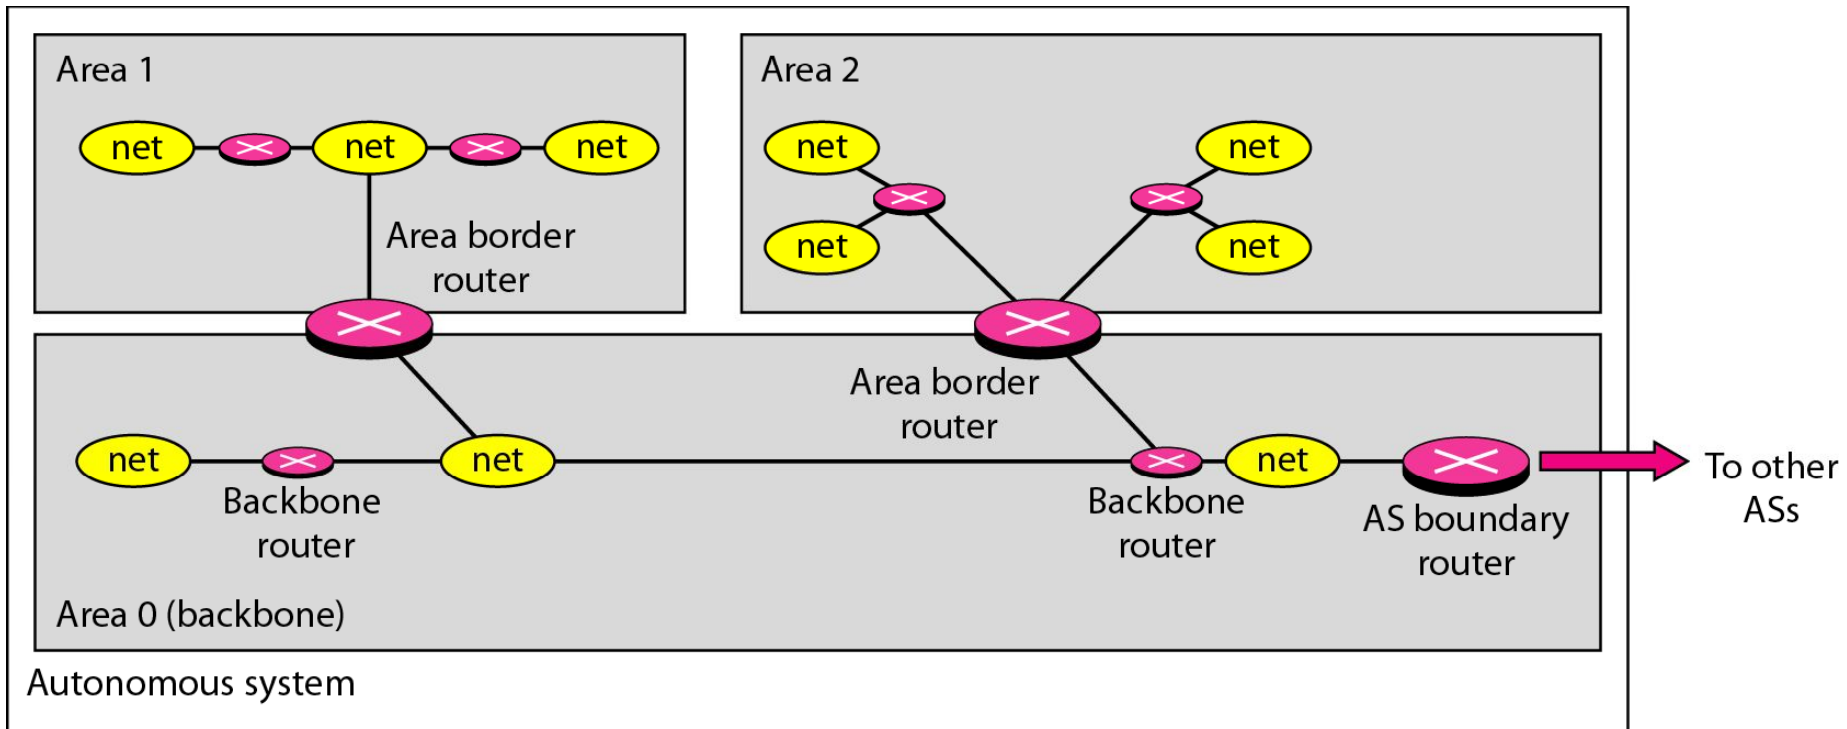 Area 1
Area 2
net
net
net
net
net
net
net
Area border
router
Area border
router
net
net
net
Backbone
router
Backbone
router
AS boundary
router
To other
ASs
Area 0 (backbone)
Autonomous system